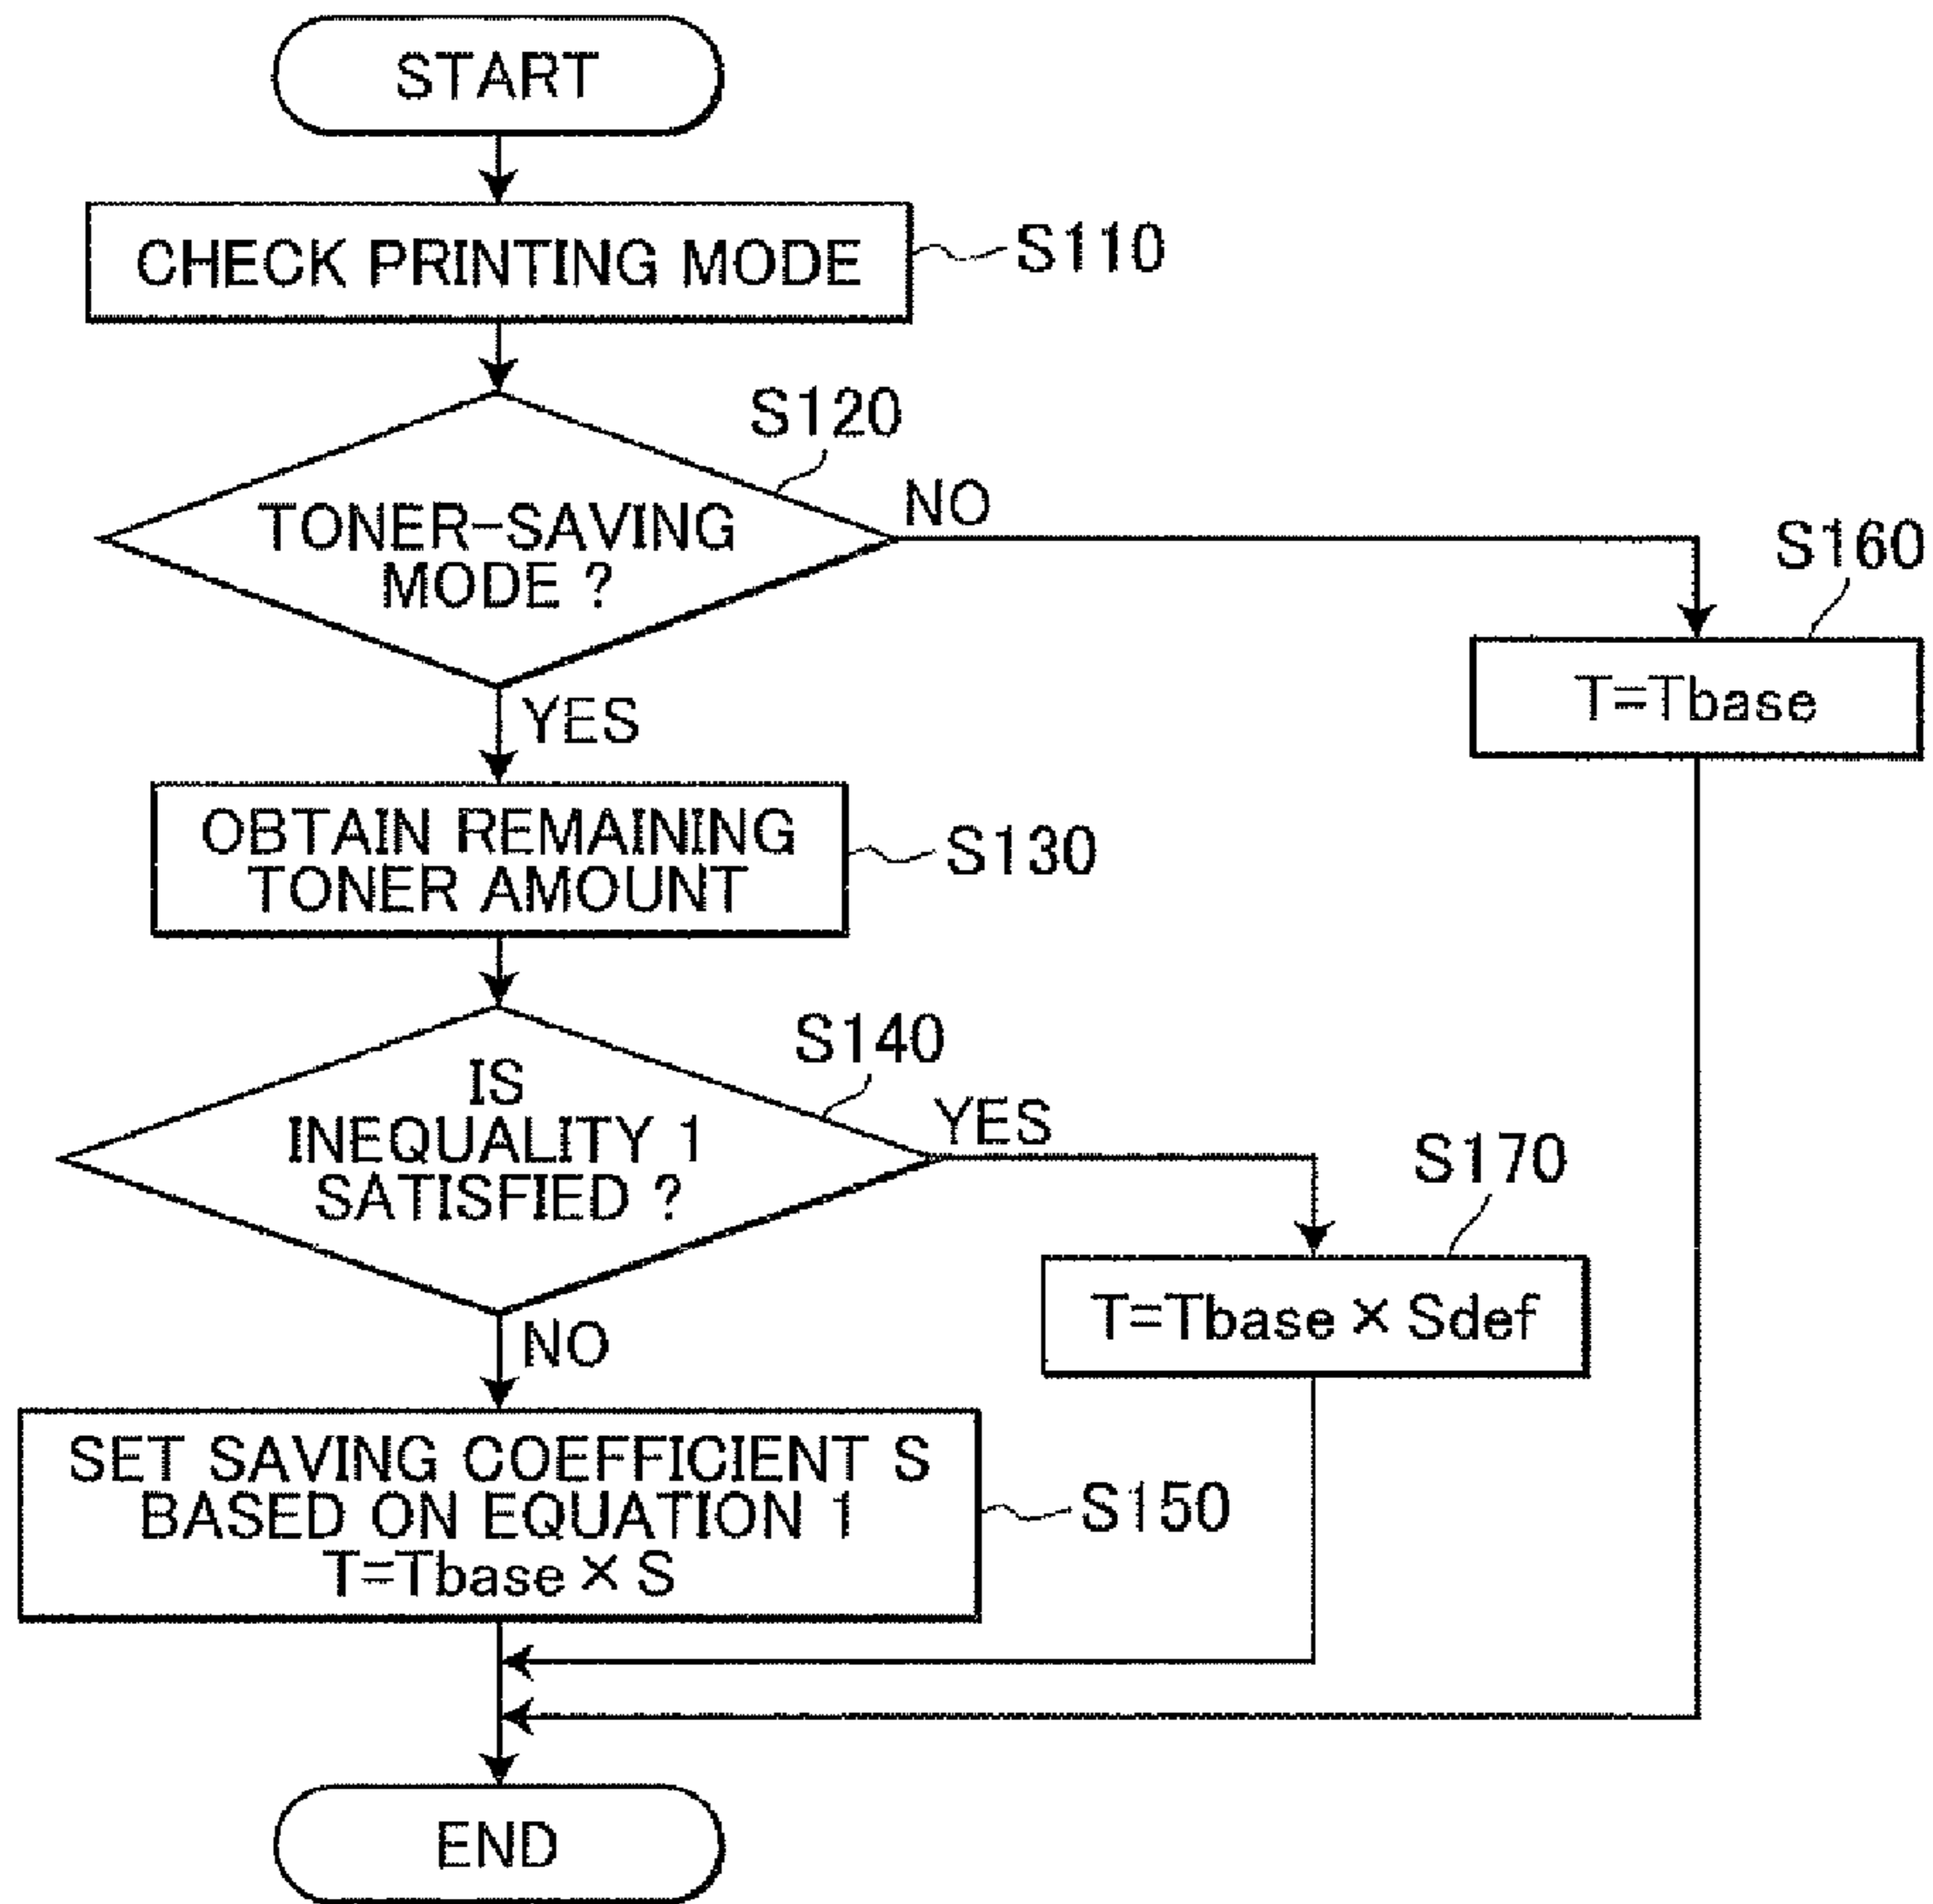 START
CHECK PRINTING MODE
S110
S120
TONER-SAVING
MODE ?
NO
S160
T=Tbase
YES
OBTAIN REMAINING
TONER AMOUNT
S130
S140
IS
INEQUALITY 1
SATISFIED ?
YES
S170
T=Tbase × Sdef
NO
SET SAVING COEFFICIENT S
BASED ON EQUATION 1
T=Tbase × S
S150
END